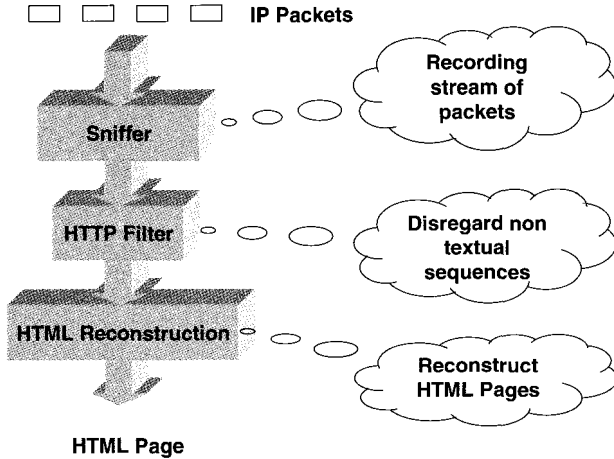 IP Packets
Recording
stream of
packets
Sniffer
Disregard non
textual
sequences
HTTP Filter
HTML Reconstruction
Reconstruct
HTML Pages
HTML Page